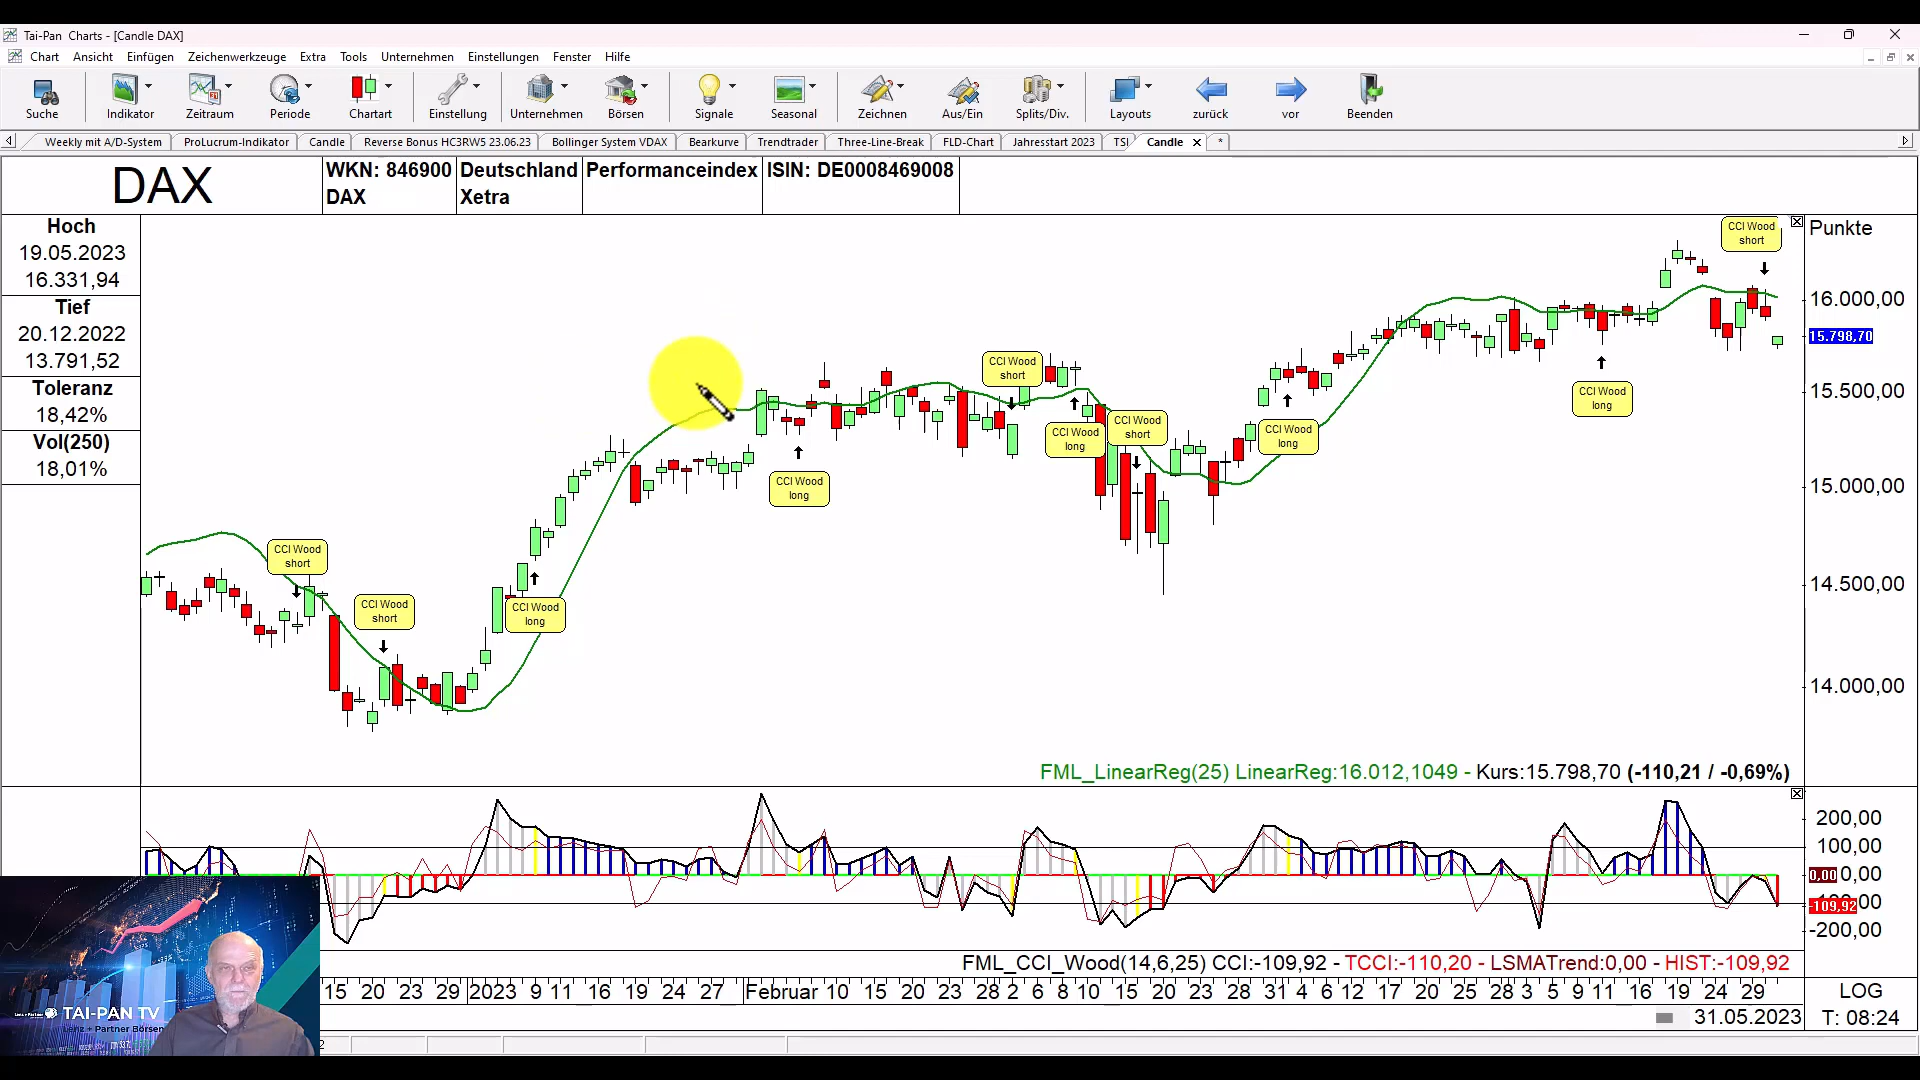 Tai-Pan Charts - [Candle DAX]
Chart Ansicht Einfügen Zeichenwerkzeuge Extra Tools Unternehmen Einstellungen Fenster Hilfe
Suche Indikator Zeitraum Periode Chartart Einstellung Unternehmen Börsen Signale Seasonal Zeichnen Aus/Ein Splits/Div. Layouts zurück vor Beenden
Weekly mit A/D-System ProLucrum-Indikator Candle Reverse Bonus HC3RW5 23.06.23 Bollinger System VDAX Bearkurve Trendtrader Three-Line-Break FLD-Chart Jahresstart 2023 TSI Candle *
DAX
WKN: 846900 Deutschland Performanceindex ISIN: DE0008469008
DAX Xetra
Hoch
19.05.2023
16.331,94
Tief
20.12.2022
13.791,52
Toleranz
18,42%
Vol(250)
18,01%
CCI Wood
short
CCI Wood
short
CCI Wood
long
CCI Wood
long
CCI Wood
short
CCI Wood
long
CCI Wood
short
CCI Wood
long
CCI Wood
long
CCI Wood
short
Punkte
16.000,00
15.798,70
15.500,00
15.000,00
14.500,00
14.000,00
FML_LinearReg(25) LinearReg:16.012,1049 - Kurs:15.798,70 (-110,21 / -0,69%)
200,00
100,00
0,00 0,00
-109,92
-200,00
FML_CCI_Wood(14,6,25) CCI:-109,92 - TCCI:-110,20 - LSMATrend:0,00 - HIST:-109,92
15 20 23 29 2023 9 11 16 19 24 27 Februar 10 15 20 23 28 2 6 8 10 15 20 23 28 31 4 6 12 17 20 25 28 3 5 9 11 16 19 24 29
LOG
31.05.2023 T: 08:24
TAI-PAN TV
Lenz + Partner Börsen